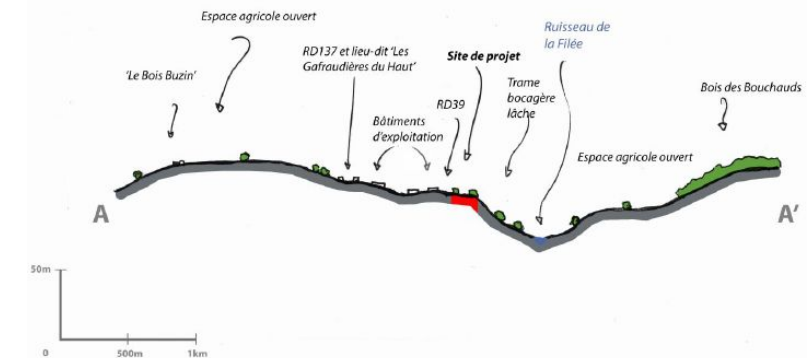 Espace agricole ouvert
Ruisseau de
la Filée
RD137 et lieu-dit ‘Les
Gafraudières du Haut’
Site de projet
‘Le Bois Buzin’
Trame
bocagère
lâche
Bois des Bouchauds
RD39
Bâtiments
d’exploitation
Espace agricole ouvert
A
A’
50m
0
500m
1km